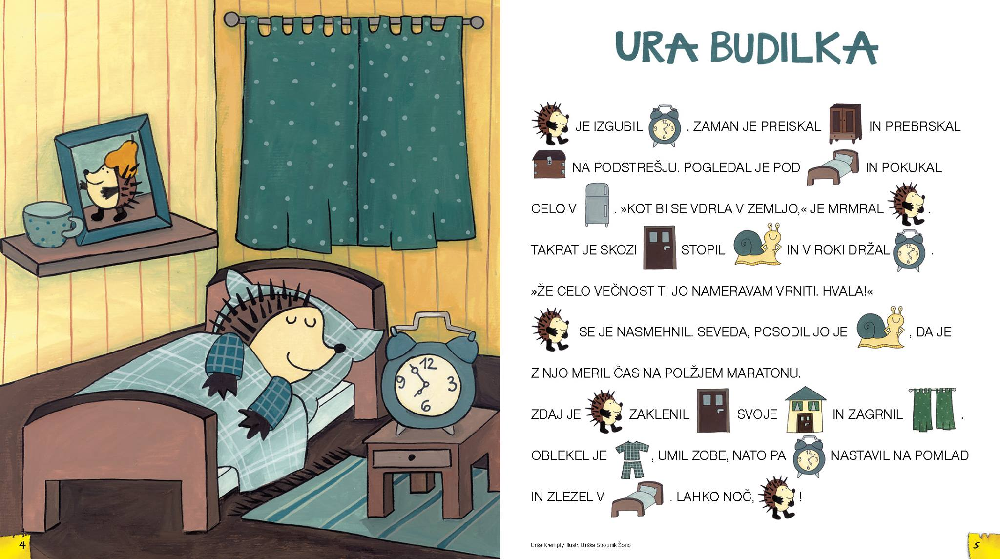 12
9
3
6
4
URA BUDILKA
JE IZGUBIL . ZAMAN JE PREISKAL IN PREBRSKAL
NA PODSTREŠJU. POGLEDAL JE POD IN POKUKAL
CELO V . »KOT BI SE VDRLA V ZEMLJO,« JE MRMRAL .
TAKRAT JE SKOZI STOPIL IN V ROKI DRŽAL .
»ŽE CELO VEČNOST TI JO NAMERAVAM VRNITI. HVALA!«
SE JE NASMEHNIL. SEVEDA, POSODIL JO JE , DA JE
Z NJO MERIL ČAS NA POLŽJEM MARATONU.
ZDAJ JE ZAKLENIL SVOJE IN ZAGRNIL .
OBLEKEL JE , UMIL ZOBE, NATO PA NASTAVIL NA POMLAD
IN ZLEZEL V . LAHKO NOČ, !
Urša Krempl / Ilustr. Urška Stropnik Šonc
5